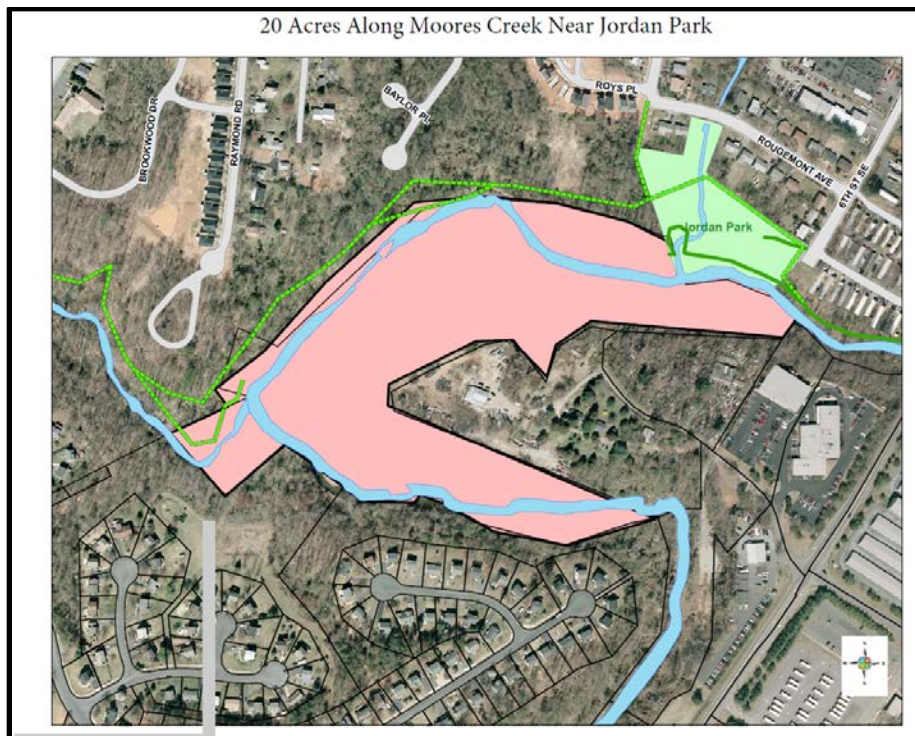 20 Acres Along Moores Creek Near Jordan Park
ROYS PL
BAYLOR PL
BROOKWOOD DR
RAYMOND RD
ROUGEMONT AVE
6TH ST SE
Jordan Park